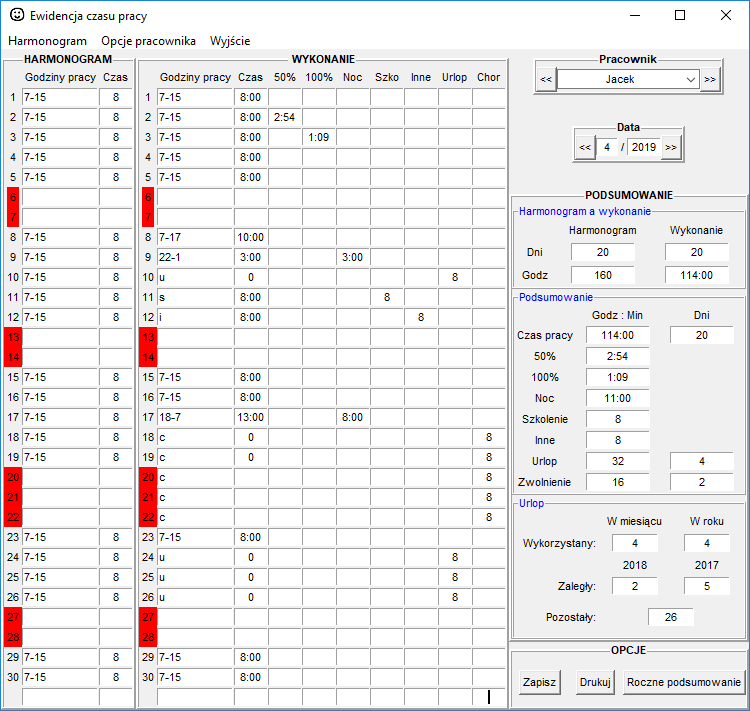 Ewidencja czasu pracy
Harmonogram Opcje pracownika Wyjście
HARMONOGRAM
Godziny pracy Czas
1 7-15 8
2 7-15 8
3 7-15 8
4 7-15 8
5 7-15 8
6
7
8 7-15 8
9 7-15 8
10 7-15 8
11 7-15 8
12 7-15 8
13
14
15 7-15 8
16 7-15 8
17 7-15 8
18 7-15 8
19 7-15 8
20
21
22
23 7-15 8
24 7-15 8
25 7-15 8
26 7-15 8
27
28
29 7-15 8
30 7-15 8
WYKONANIE
Godziny pracy Czas 50% 100% Noc Szko Inne Urlop Chor
1 7-15 8:00
2 7-15 8:00 2:54
3 7-15 8:00 1:09
4 7-15 8:00
5 7-15 8:00
6
7
8 7-17 10:00
9 22-1 3:00 3:00
10 u 0 8
11 s 8:00 8
12 i 8:00 8
13
14
15 7-15 8:00
16 7-15 8:00
17 18-7 13:00 8:00
18 c 0 8
19 c 0 8
20 c 8
21 c 8
22 c 8
23 7-15 8:00
24 u 0 8
25 u 0 8
26 u 0 8
27
28
29 7-15 8:00
30 7-15 8:00
Pracownik
<< Jacek >>
Data
<< 4 / 2019 >>
PODSUMOWANIE
Harmonogram a wykonanie
Harmonogram Wykonanie
Dni 20 20
Godz 160 114:00
Podsumowanie
Godz : Min Dni
Czas pracy 114:00 20
50% 2:54
100% 1:09
Noc 11:00
Szkolenie 8
Inne 8
Urlop 32 4
Zwolnienie 16 2
Urlop
W miesiącu W roku
Wykorzystany: 4 4
2018 2017
Zaległy: 2 5
Pozostały: 26
OPCJE
Zapisz Drukuj Roczne podsumowanie